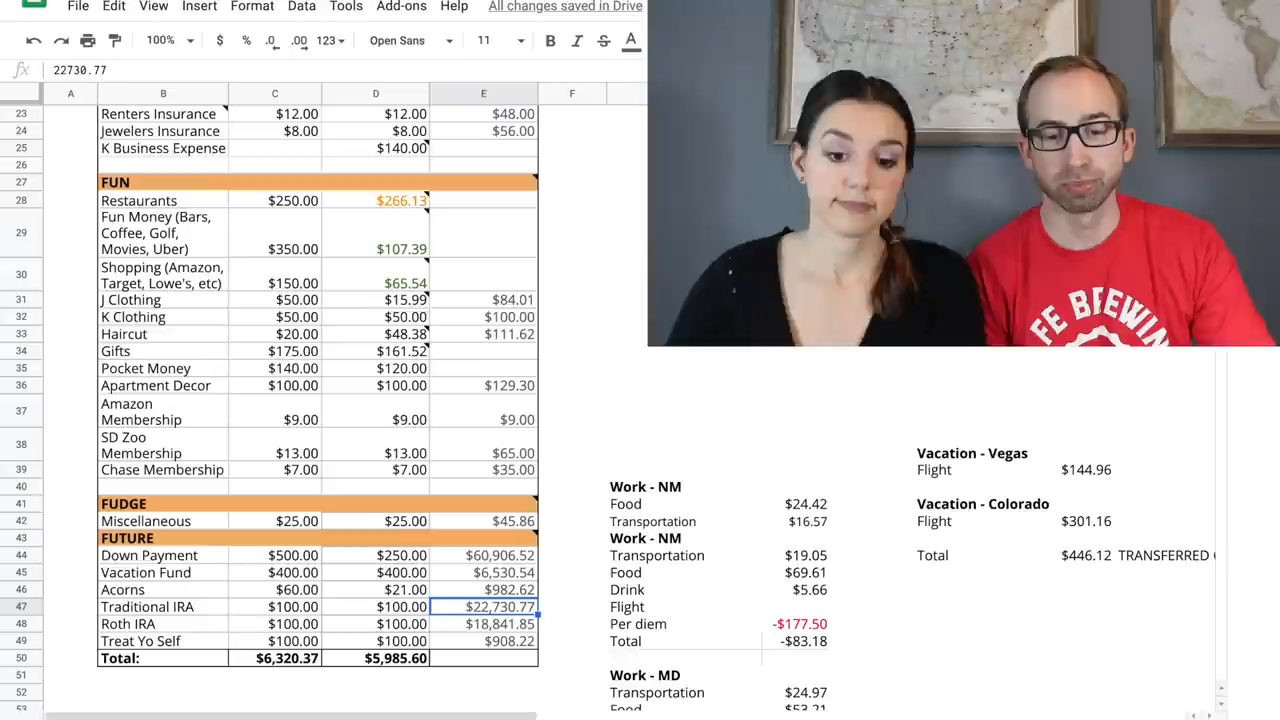 File Edit View Insert Format Data Tools Add-ons Help All changes saved in Drive
100% $ % .0 .00 123 Open Sans 11 B I S A
fx 22730.77
A B C D E F
23 Renters Insurance $12.00 $12.00 $48.00
24 Jewelers Insurance $8.00 $8.00 $56.00
25 K Business Expense $140.00
26
27 FUN
28 Restaurants $250.00 $266.13
Fun Money (Bars,
Coffee, Golf,
29 Movies, Uber) $350.00 $107.39
Shopping (Amazon,
30 Target, Lowe's, etc) $150.00 $65.54
31 J Clothing $50.00 $15.99 $84.01
32 K Clothing $50.00 $50.00 $100.00
33 Haircut $20.00 $48.38 $111.62
34 Gifts $175.00 $161.52
35 Pocket Money $140.00 $120.00
36 Apartment Decor $100.00 $100.00 $129.30
Amazon
37 Membership $9.00 $9.00 $9.00
SD Zoo
38 Membership $13.00 $13.00 $65.00
39 Chase Membership $7.00 $7.00 $35.00
40
41 FUDGE
42 Miscellaneous $25.00 $25.00 $45.86
43 FUTURE
44 Down Payment $500.00 $250.00 $60,906.52
45 Vacation Fund $400.00 $400.00 $6,530.54
46 Acorns $60.00 $21.00 $982.62
47 Traditional IRA $100.00 $100.00 $22,730.77
48 Roth IRA $100.00 $100.00 $18,841.85
49 Treat Yo Self $100.00 $100.00 $908.22
50 Total: $6,320.37 $5,985.60
51
52
53
Work - NM
Food $24.42
Transportation $16.57
Work - NM
Transportation $19.05
Food $69.61
Drink $5.66
Flight
Per diem -$177.50
Total -$83.18
Work - MD
Transportation $24.97
Food $53.21
Vacation - Vegas
Flight $144.96
Vacation - Colorado
Flight $301.16
Total $446.12 TRANSFERRED
FE BREWIN